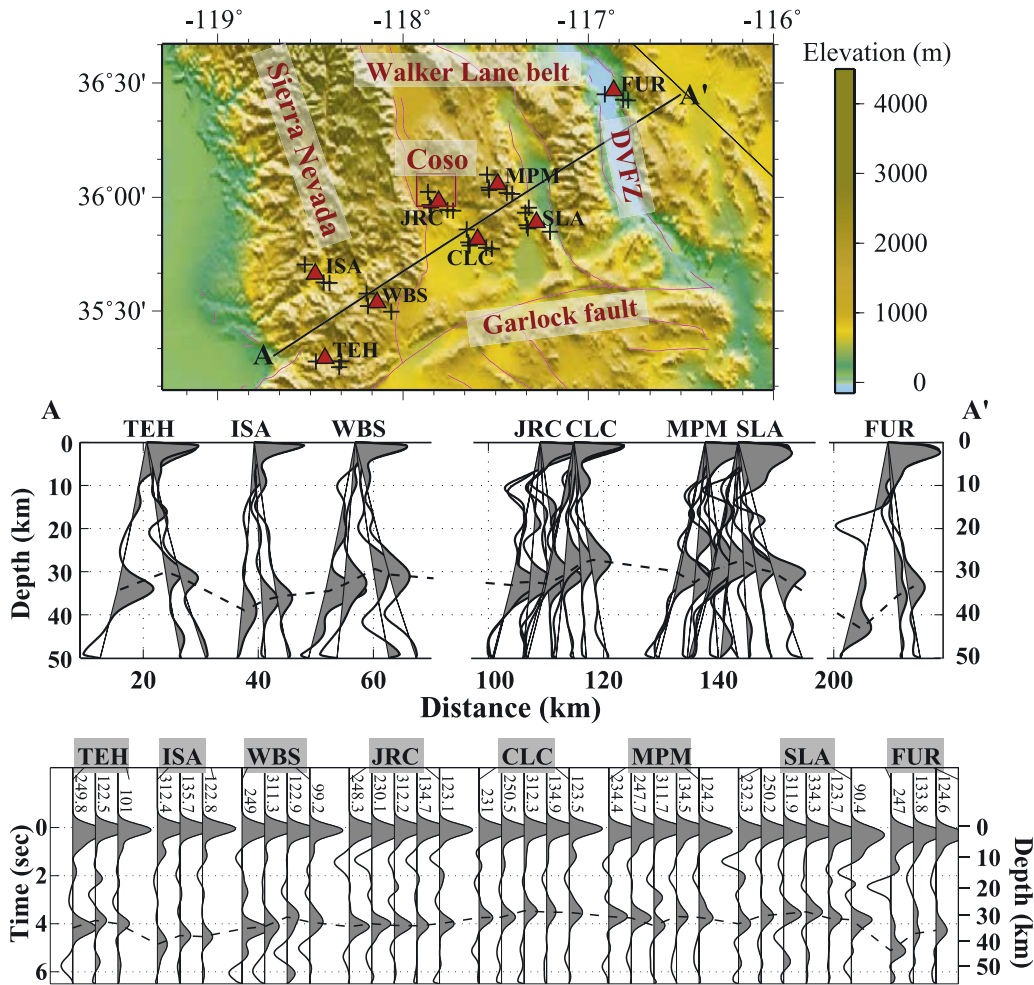 -119°
-118°
-117°
-116°
Elevation (m)
36°30'
36°00'
35°30'
Sierra Nevada
Walker Lane belt
FUR
A'
DVFZ
Coso
MPM
JRC
SLA
CLC
ISA
WBS
Garlock fault
A
TEH
4000
3000
2000
1000
0
A
A'
TEH
ISA
WBS
JRC
CLC
MPM
SLA
FUR
Depth (km)
0
10
20
30
40
50
0
10
20
30
40
50
20
40
60
100
120
140
200
Distance (km)
TEH
ISA
WBS
JRC
CLC
MPM
SLA
FUR
249.8
122.5
101
312.4
135.7
122.8
249
311.3
122.9
99.2
248.3
230.1
312.2
134.7
123.1
231
250.5
312.3
134.9
123.5
234.4
247.7
311.7
134.5
124.2
232.3
250.2
311.9
334.3
123.7
90.4
247
133.8
124.6
Time (sec)
0
2
4
6
0
10
20
30
40
50
Depth (km)